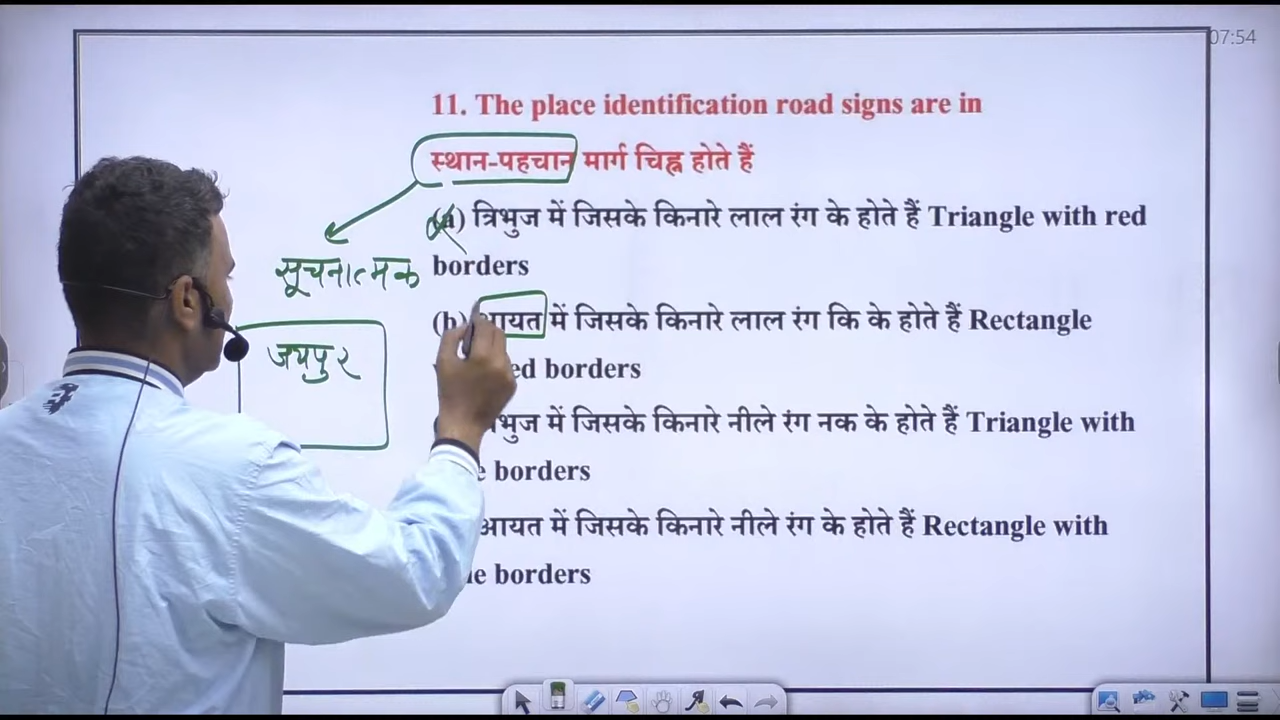 07:54
11. The place identification road signs are in
स्थान-पहचान मार्ग चिह्न होते हैं
(a) त्रिभुज में जिसके किनारे लाल रंग के होते हैं Triangle with red
सूचनात्मक borders
(b) आयत में जिसके किनारे लाल रंग कि के होते हैं Rectangle
जयपुर borders
में जिसके किनारे नीले रंग नक के होते हैं Triangle with
borders
आयत में जिसके किनारे नीले रंग के होते हैं Rectangle with
borders